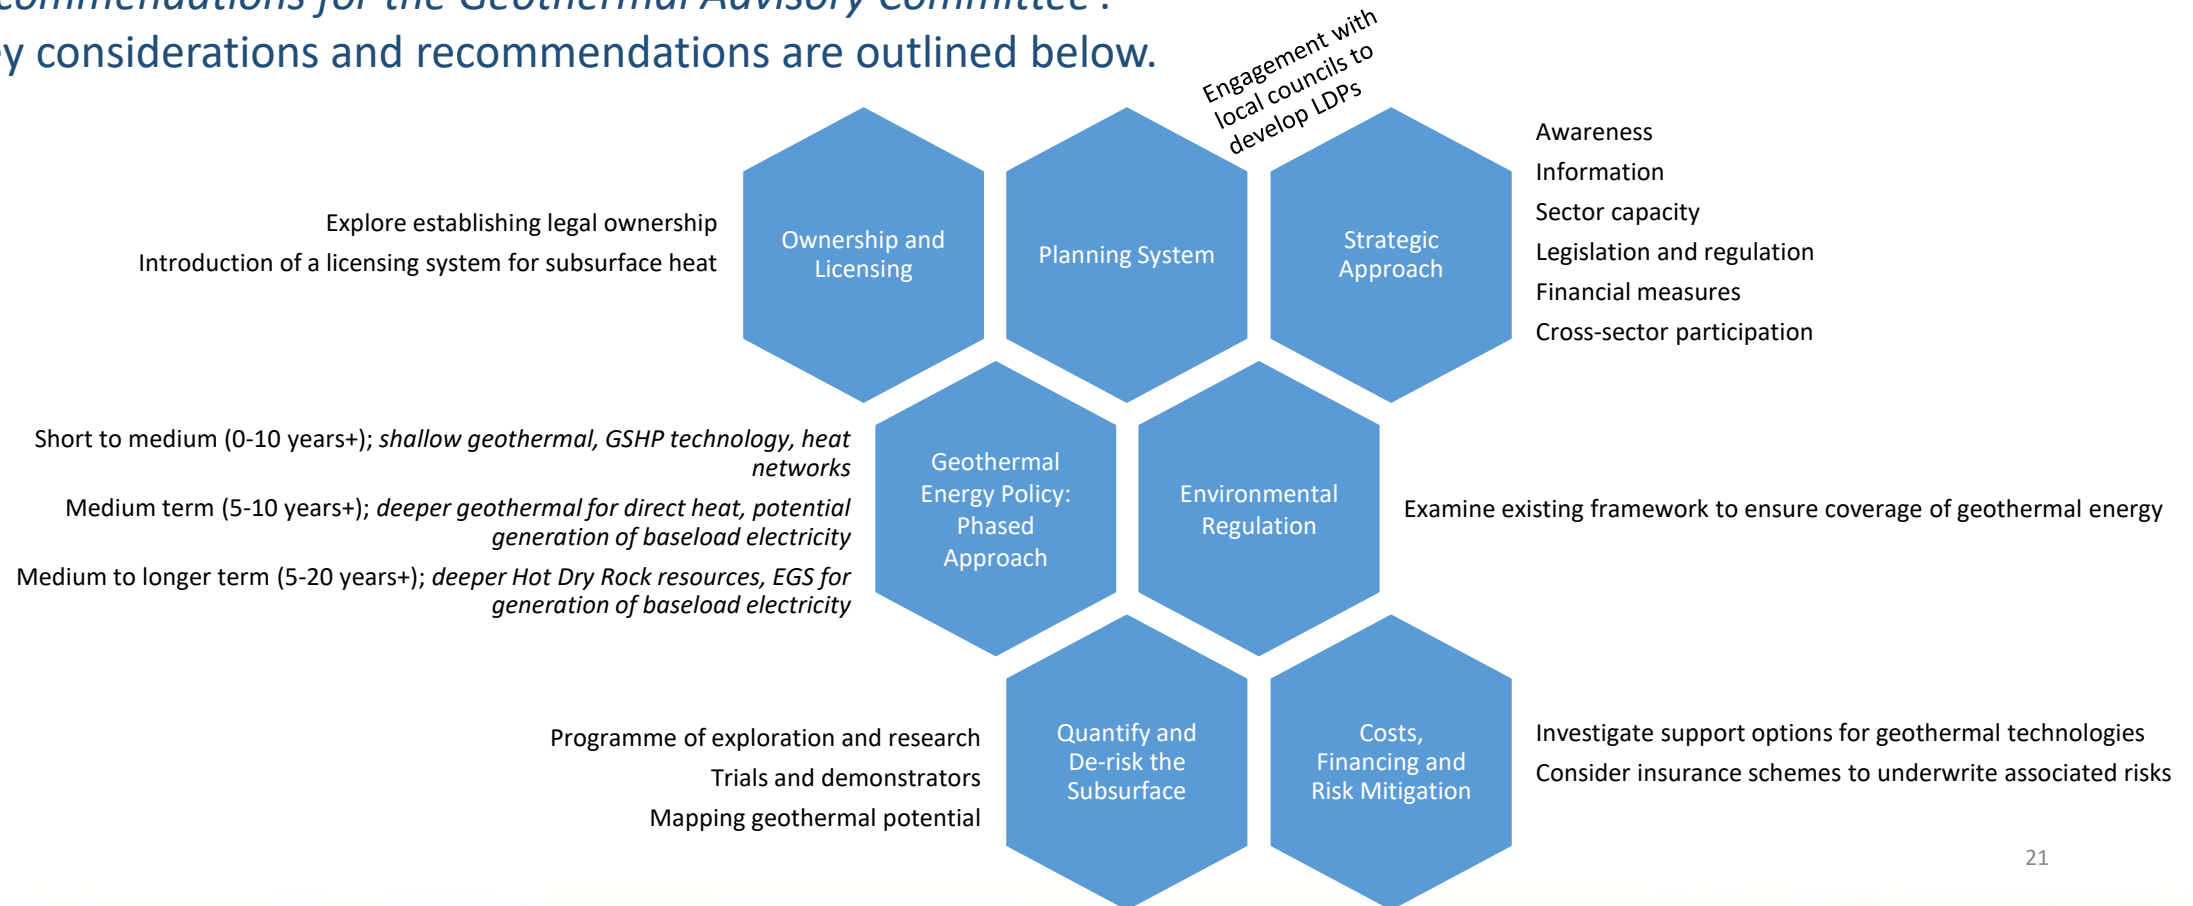 commendations for the Geothermal Advisory Committee'.
ey considerations and recommendations are outlined below.
Engagement with
local councils to
develop LDPs
Explore establishing legal ownership
Introduction of a licensing system for subsurface heat
Ownership and
Licensing
Planning System
Strategic
Approach
Awareness
Information
Sector capacity
Legislation and regulation
Financial measures
Cross-sector participation
Short to medium (0-10 years+); shallow geothermal, GSHP technology, heat
networks
Medium term (5-10 years+); deeper geothermal for direct heat, potential
generation of baseload electricity
Medium to longer term (5-20 years+); deeper Hot Dry Rock resources, EGS for
generation of baseload electricity
Geothermal
Energy Policy:
Phased
Approach
Environmental
Regulation
Examine existing framework to ensure coverage of geothermal energy
Programme of exploration and research
Trials and demonstrators
Mapping geothermal potential
Quantify and
De-risk the
Subsurface
Costs,
Financing and
Risk Mitigation
Investigate support options for geothermal technologies
Consider insurance schemes to underwrite associated risks
21